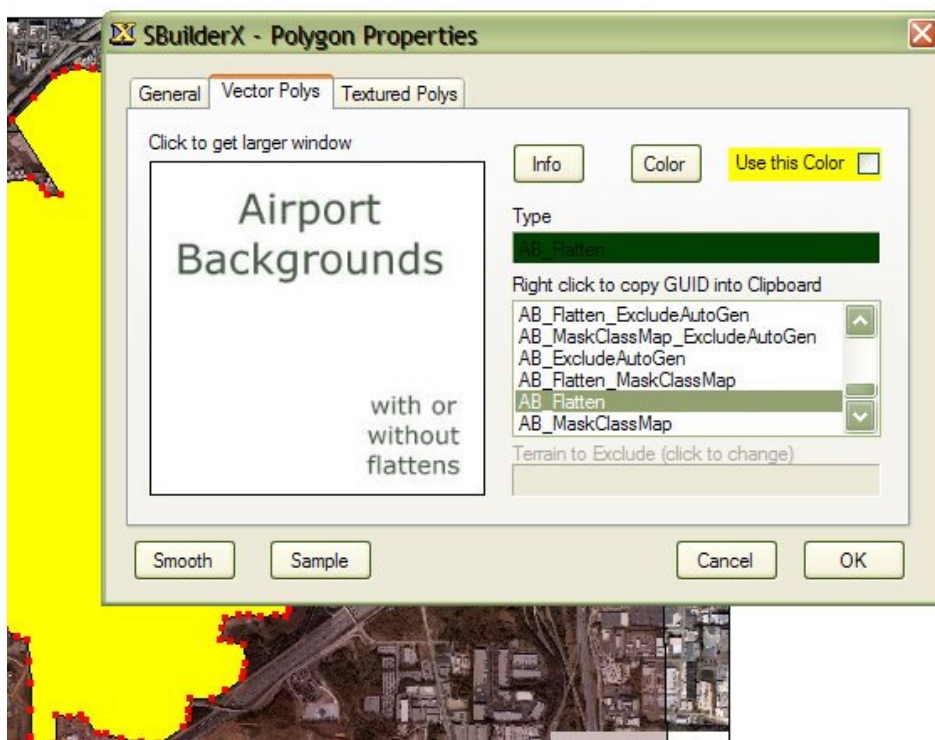 SBuilderX - Polygon Properties
General Vector Polys Textured Polys
Click to get larger window
Airport
Backgrounds
with or
without
flattens
Info Color Use this Color
Type
AB_Flatten
Right click to copy GUID into Clipboard
AB_Flatten_ExcludeAutoGen
AB_MaskClassMap_ExcludeAutoGen
AB_ExcludeAutoGen
AB_Flatten_MaskClassMap
AB_Flatten
AB_MaskClassMap
Terrain to Exclude (click to change)
Smooth Sample Cancel OK